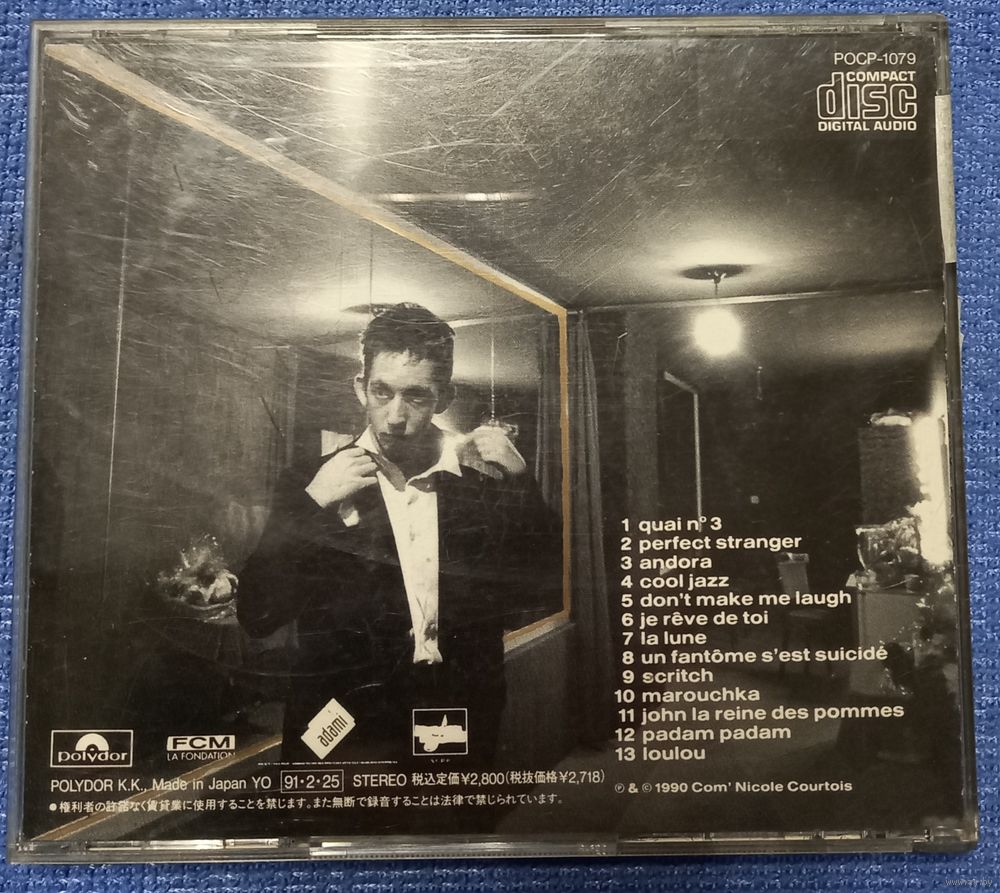 POCP-1079
COMPACT
disc
DIGITAL AUDIO
1 quai n° 3
2 perfect stranger
3 andora
4 cool jazz
5 don't make me laugh
6 je rêve de toi
7 la lune
8 un fantôme s'est suicidé
9 scritch
10 marouchka
11 john la reine des pommes
12 padam padam
13 loulou
adami
polydor
FCM
LA FONDATION
POLYDOR K.K., Made in Japan YO 91・2・25 STEREO 税込定価¥2,800(税抜価格¥2,718)
℗ & © 1990 Com' Nicole Courtois
●権利者の許諾なく賃貸業に使用することを禁じます。また無断で録音することは法律で禁じられています。